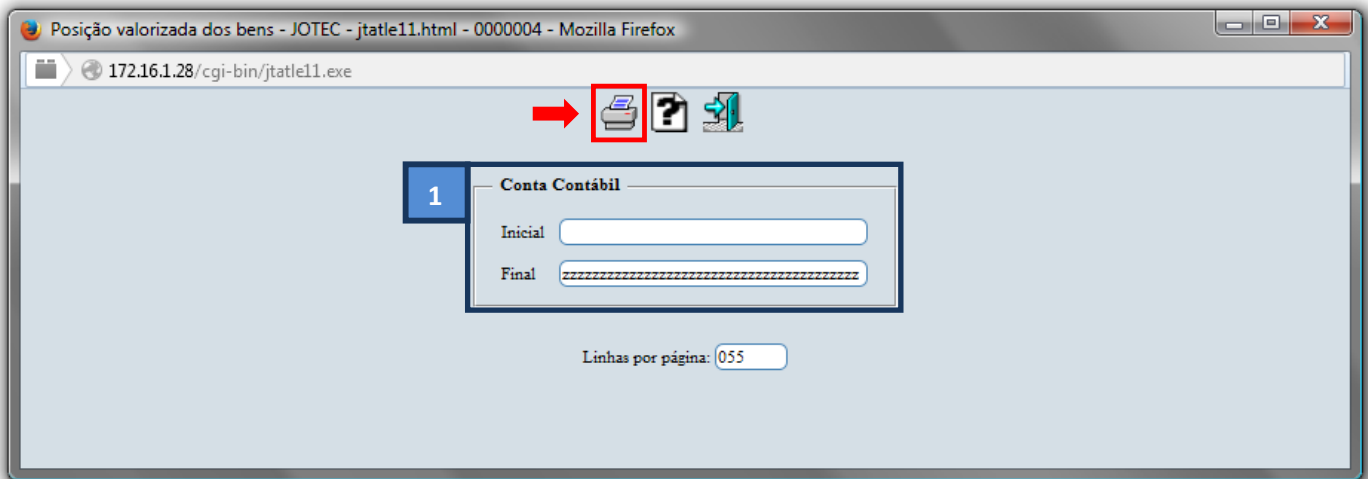 Posição valorizada dos bens - JOTEC - jtatle11.html - 0000004 - Mozilla Firefox
172.16.1.28/cgi-bin/jtatle11.exe
1
Conta Contábil
Inicial
Final zzzzzzzzzzzzzzzzzzzzzzzzzzzzzzzzzzzzzzzz
Linhas por página: 055